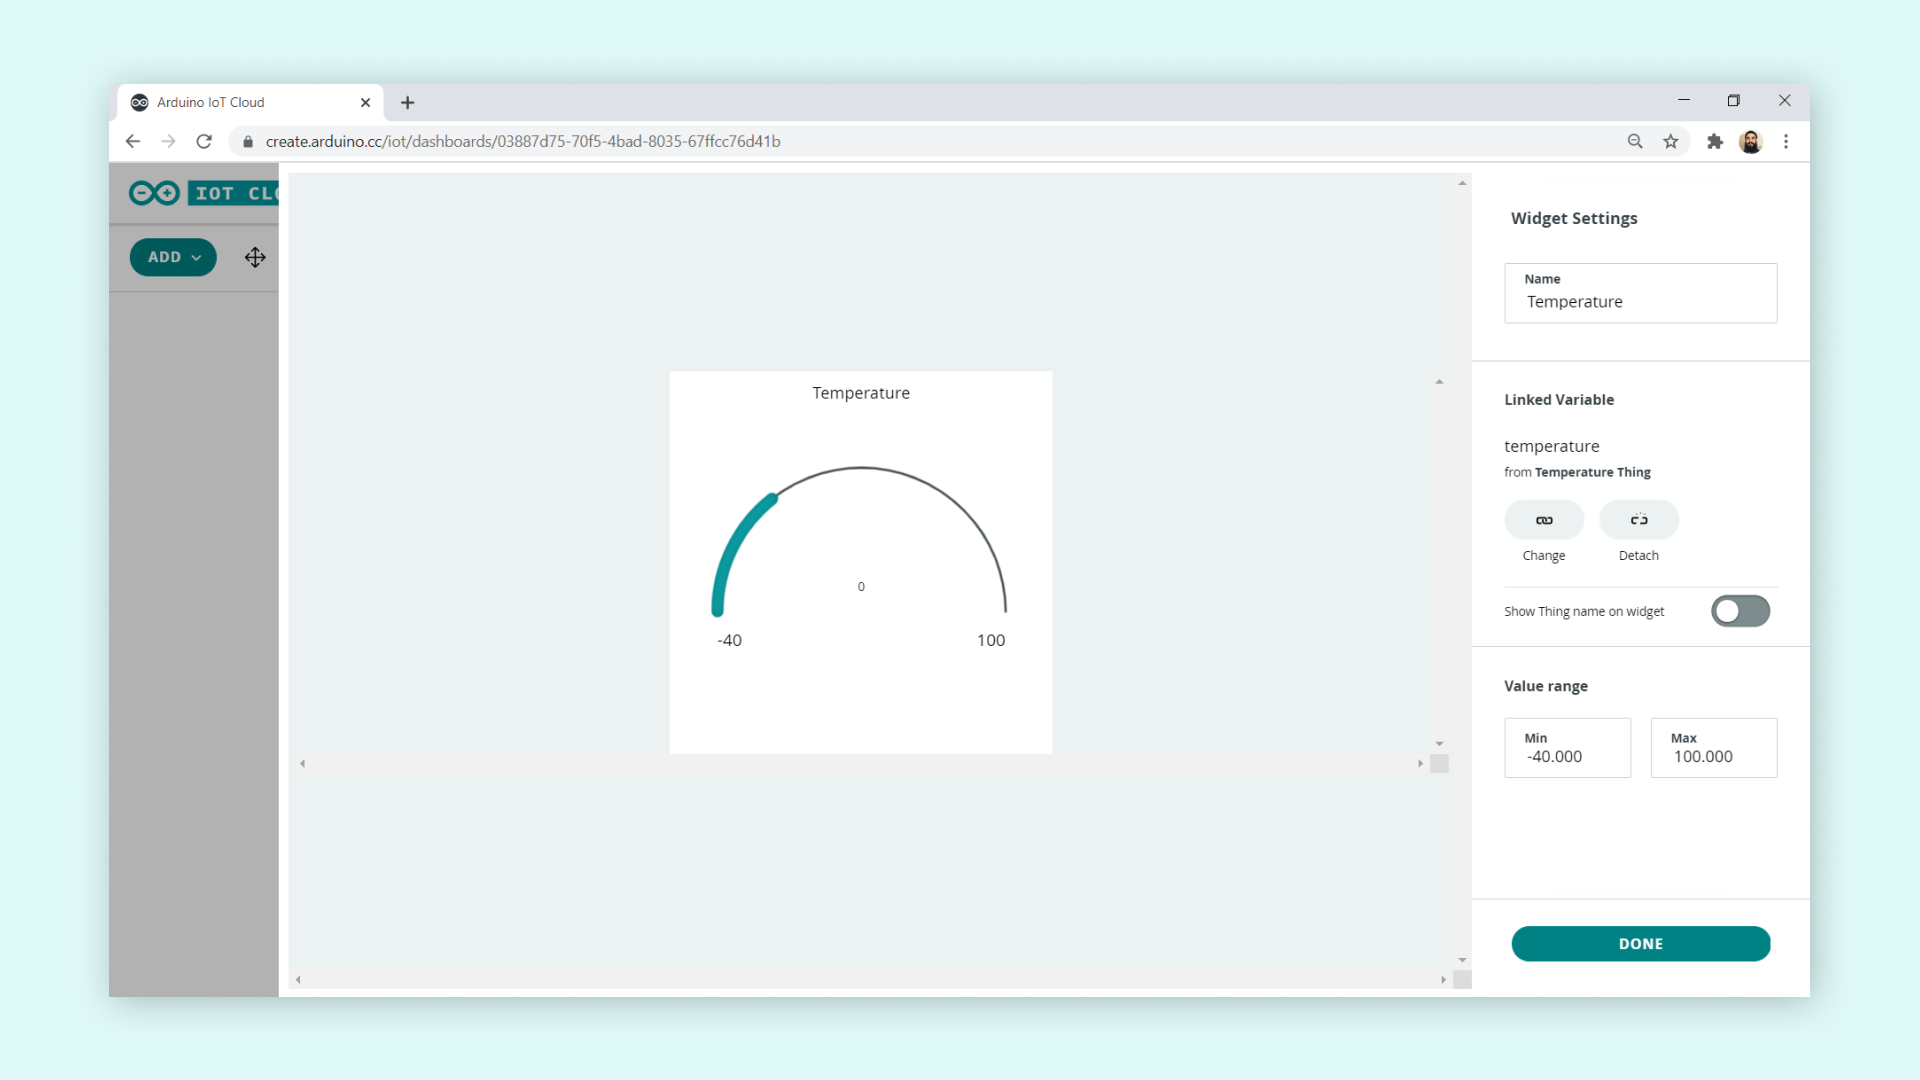 Arduino IoT Cloud
create.arduino.cc/iot/dashboards/03887d75-70f5-4bad-8035-67ffcc76d41b
IOT CLO
ADD
Temperature
0
-40
100
Widget Settings
Name
Temperature
Linked Variable
temperature
from Temperature Thing
Change
Detach
Show Thing name on widget
Value range
Min
-40.000
Max
100.000
DONE